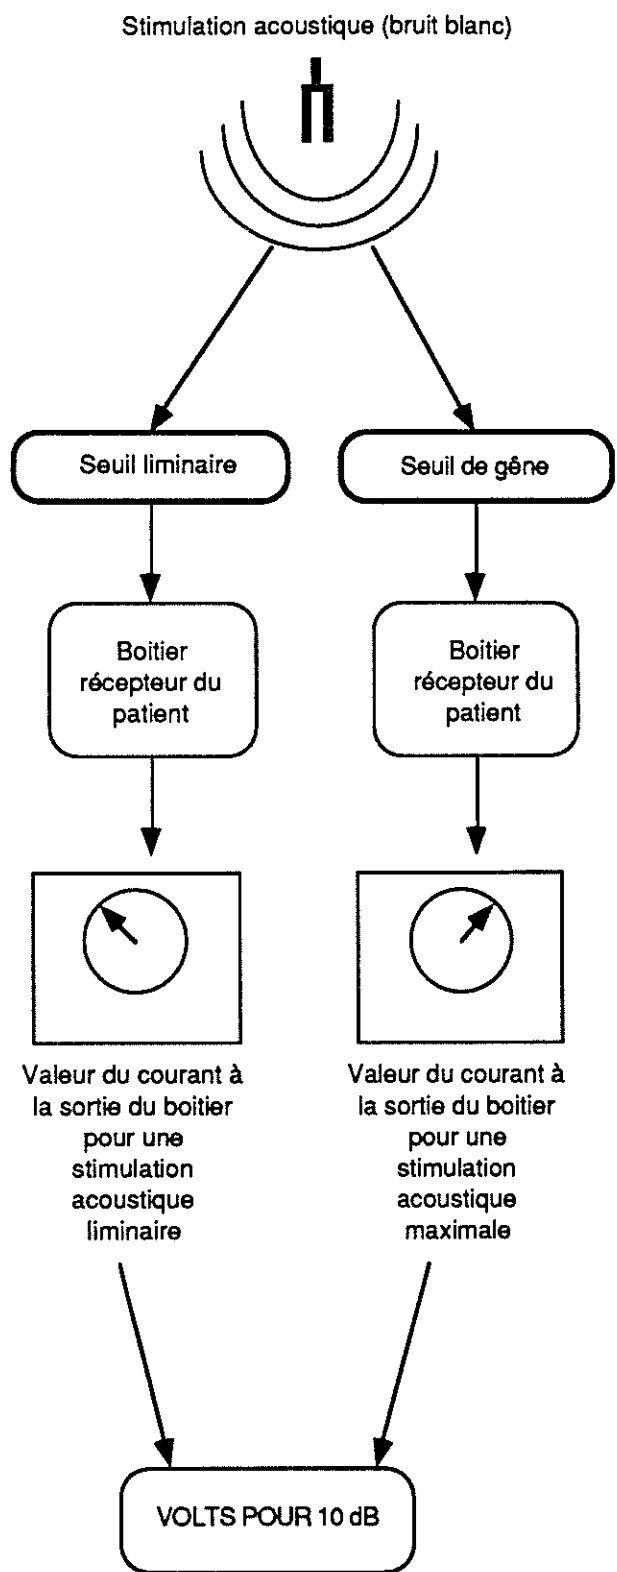 Stimulation acoustique (bruit blanc)
Seuil liminaire
Seuil de gêne
Boitier
récepteur du
patient
Boitier
récepteur du
patient
Valeur du courant à
la sortie du boitier
pour une
stimulation
acoustique
liminaire
Valeur du courant à
la sortie du boitier
pour une
stimulation
acoustique
maximale
VOLTS POUR 10 dB